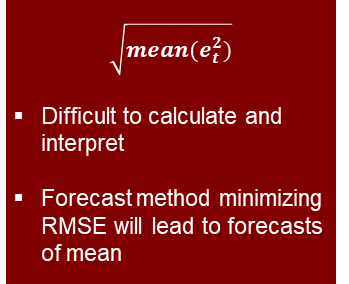 √mean(e_t^2)
▪ Difficult to calculate and
interpret
▪ Forecast method minimizing
RMSE will lead to forecasts
of mean